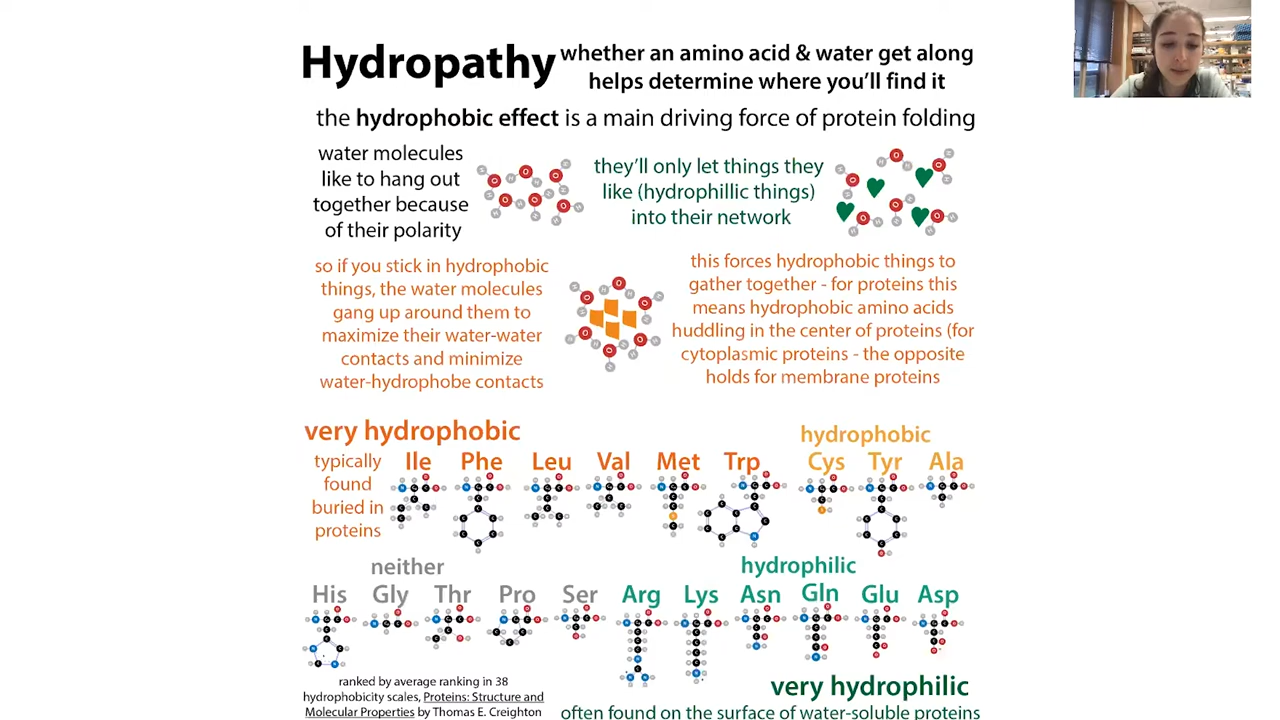 Hydropathy
whether an amino acid & water get along
helps determine where you'll find it
the hydrophobic effect is a main driving force of protein folding
water molecules
like to hang out
together because
of their polarity
they'll only let things they
like (hydrophillic things)
into their network
so if you stick in hydrophobic
things, the water molecules
gang up around them to
maximize their water-water
contacts and minimize
water-hydrophobe contacts
this forces hydrophobic things to
gather together - for proteins this
means hydrophobic amino acids
huddling in the center of proteins (for
cytoplasmic proteins - the opposite
holds for membrane proteins
very hydrophobic
typically
found
buried in
proteins
Ile Phe Leu Val Met Trp
hydrophobic
Cys Tyr Ala
neither
His Gly Thr Pro Ser
hydrophilic
Arg Lys Asn Gln Glu Asp
ranked by average ranking in 38
hydrophobicity scales, Proteins: Structure and
Molecular Properties by Thomas E. Creighton
very hydrophilic
often found on the surface of water-soluble proteins